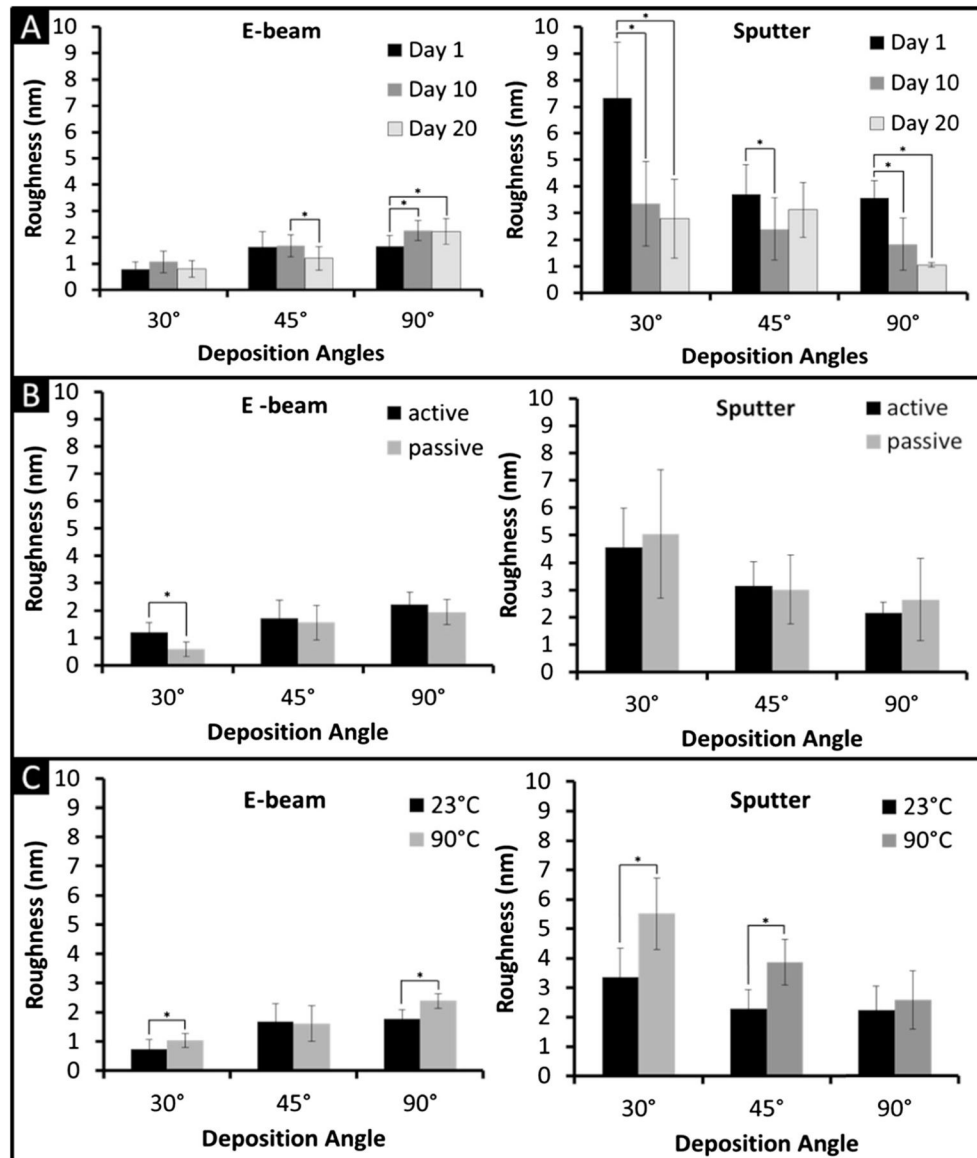 A
E-beam
Day 1
Day 10
Day 20
Roughness (nm)
10
9
8
7
6
5
4
3
2
1
0
* * *
30° 45° 90°
Deposition Angles
Sputter
Day 1
Day 10
Day 20
Roughness (nm)
10
9
8
7
6
5
4
3
2
1
0
* * * * *
30° 45° 90°
Deposition Angles
B
E -beam
active
passive
Roughness (nm)
10
9
8
7
6
5
4
3
2
1
0
*
30° 45° 90°
Deposition Angle
Sputter
active
passive
Roughness (nm)
10
9
8
7
6
5
4
3
2
1
0
30° 45° 90°
Deposition Angle
C
E-beam
23°C
90°C
Roughness (nm)
10
9
8
7
6
5
4
3
2
1
0
* *
30° 45° 90°
Deposition Angle
Sputter
23°C
90°C
Roughness (nm)
10
9
8
7
6
5
4
3
2
1
0
* *
30° 45° 90°
Deposition Angle